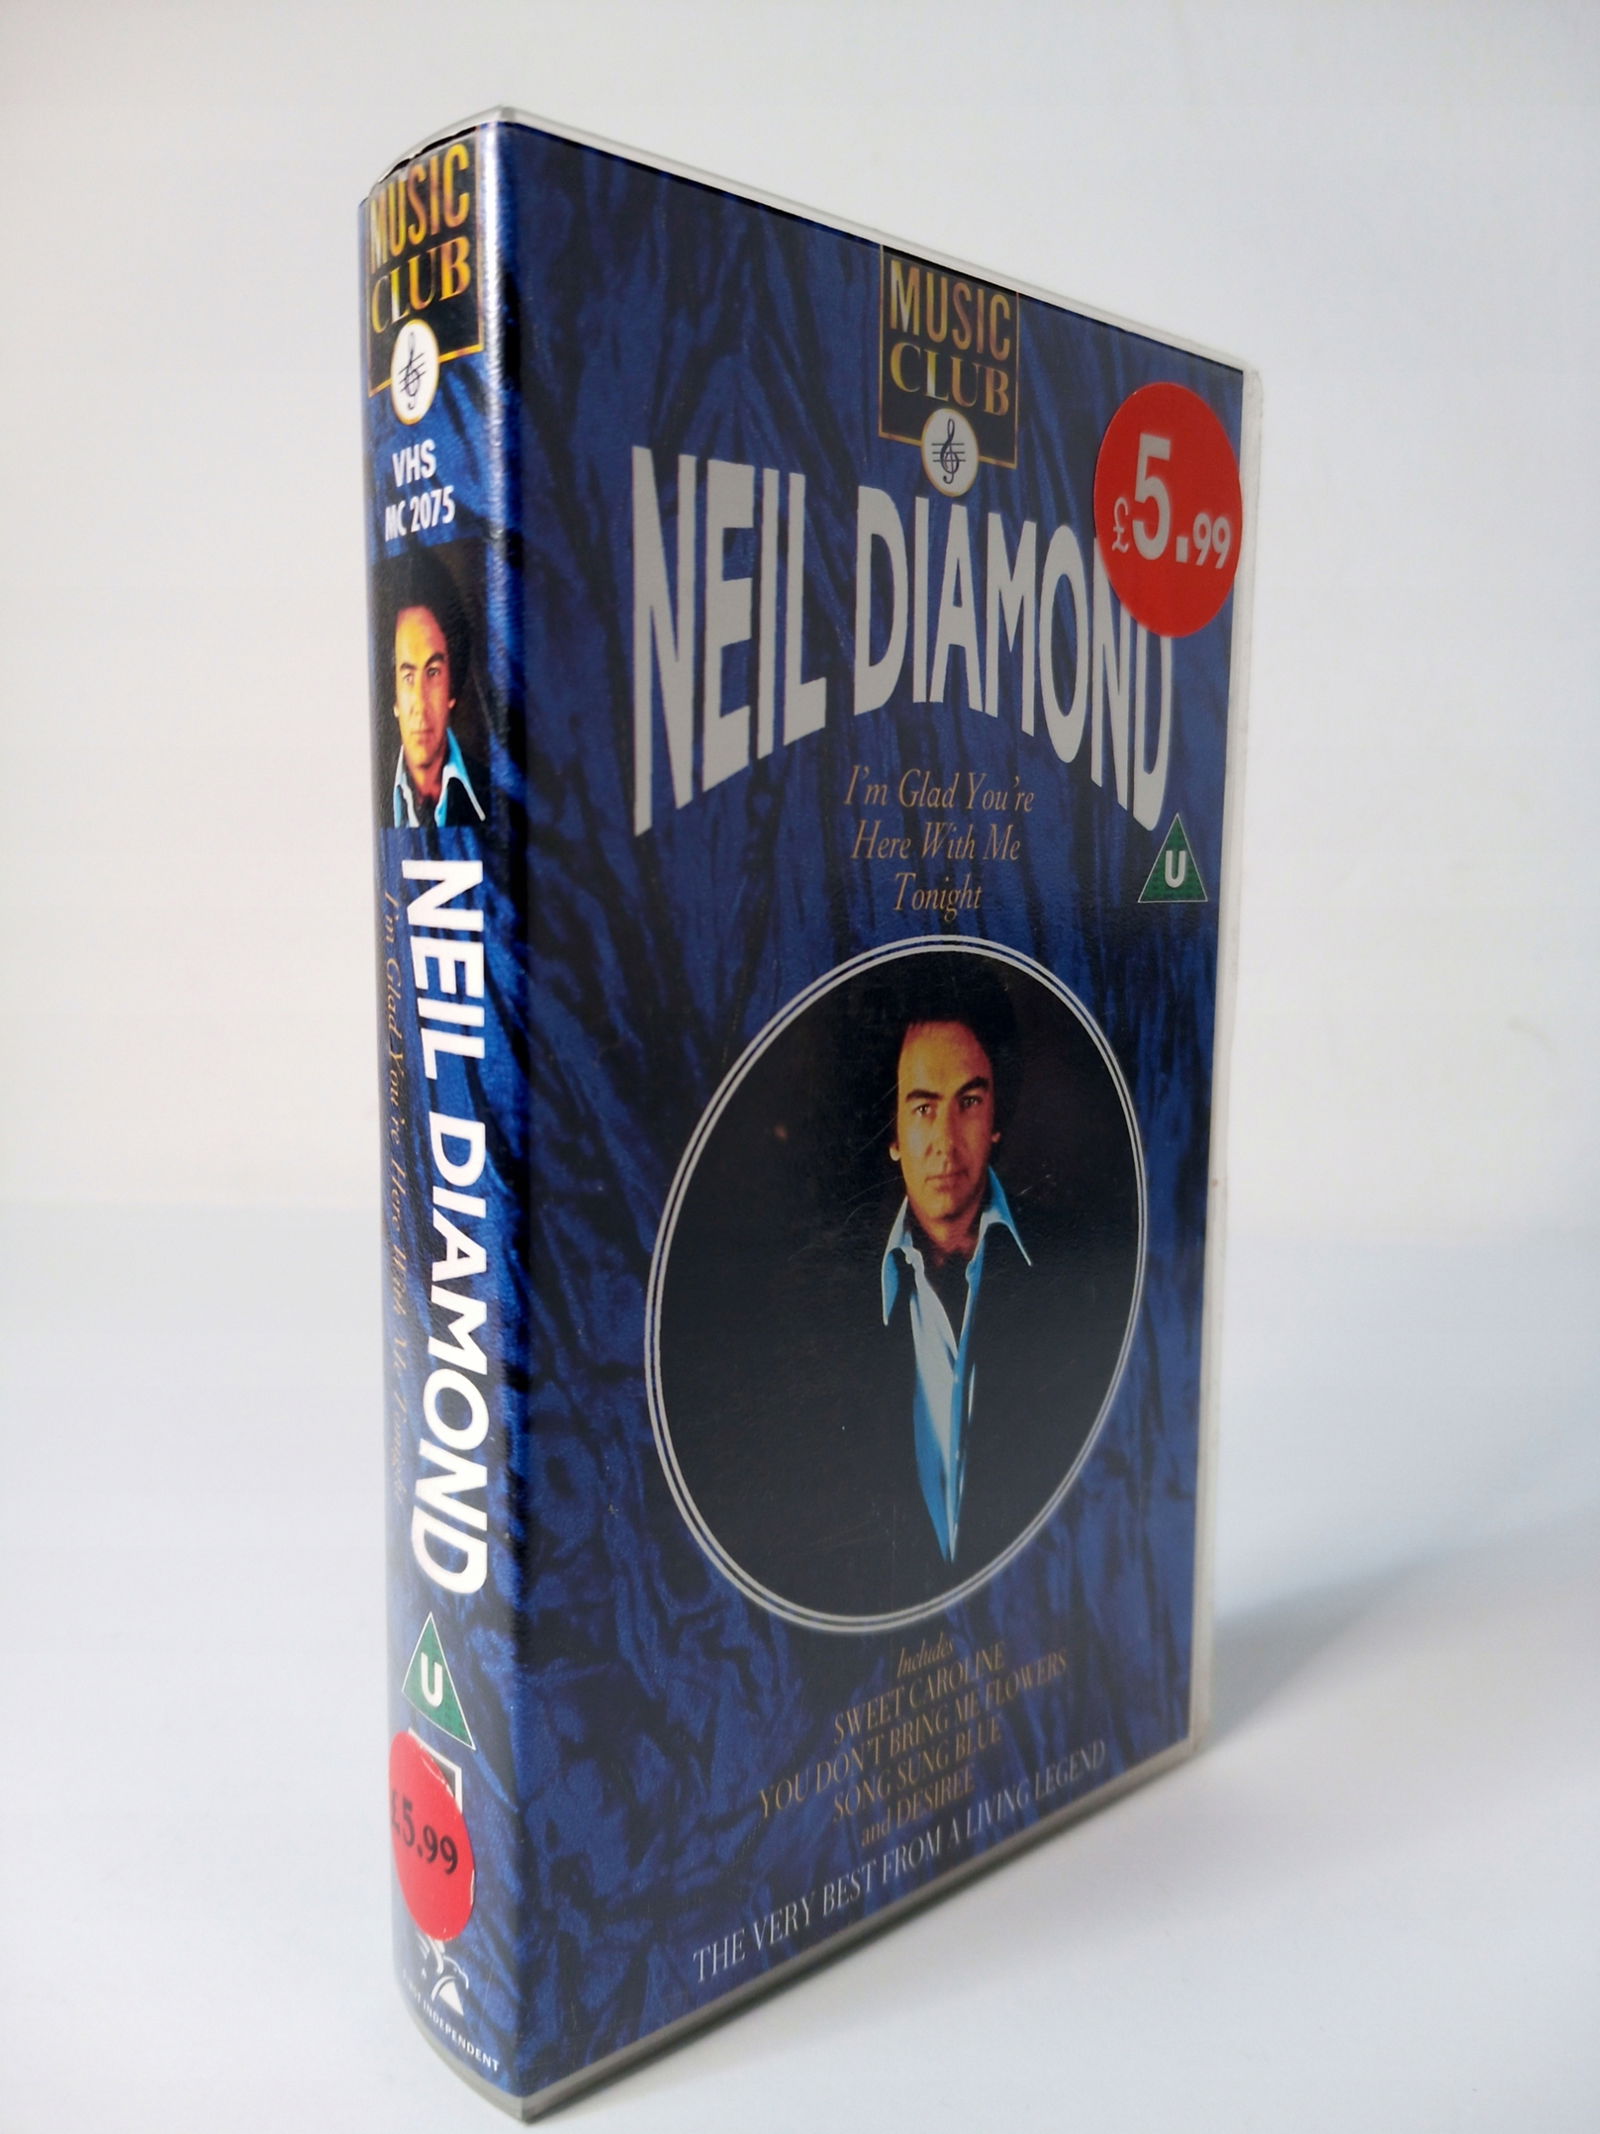 MUSIC
CLUB
VHS
MC 2075
NEIL DIAMOND
I'm Glad You're Here With Me Tonight
U
£5.99
FIRST INDEPENDENT
MUSIC
CLUB
£5.99
NEIL DIAMOND
I'm Glad You're
Here With Me
Tonight
U
Includes
SWEET CAROLINE
YOU DON'T BRING ME FLOWERS
SONG SUNG BLUE
and DESIREE
THE VERY BEST FROM A LIVING LEGEND